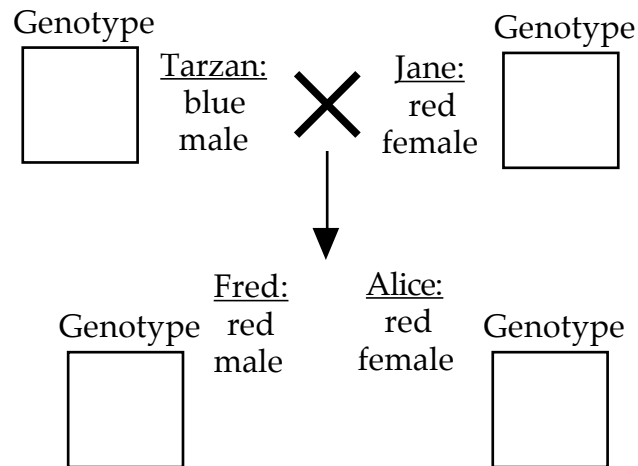 Genotype
Tarzan:
blue
male
Jane:
red
female
Genotype
Genotype
Fred:
red
male
Alice:
red
female
Genotype